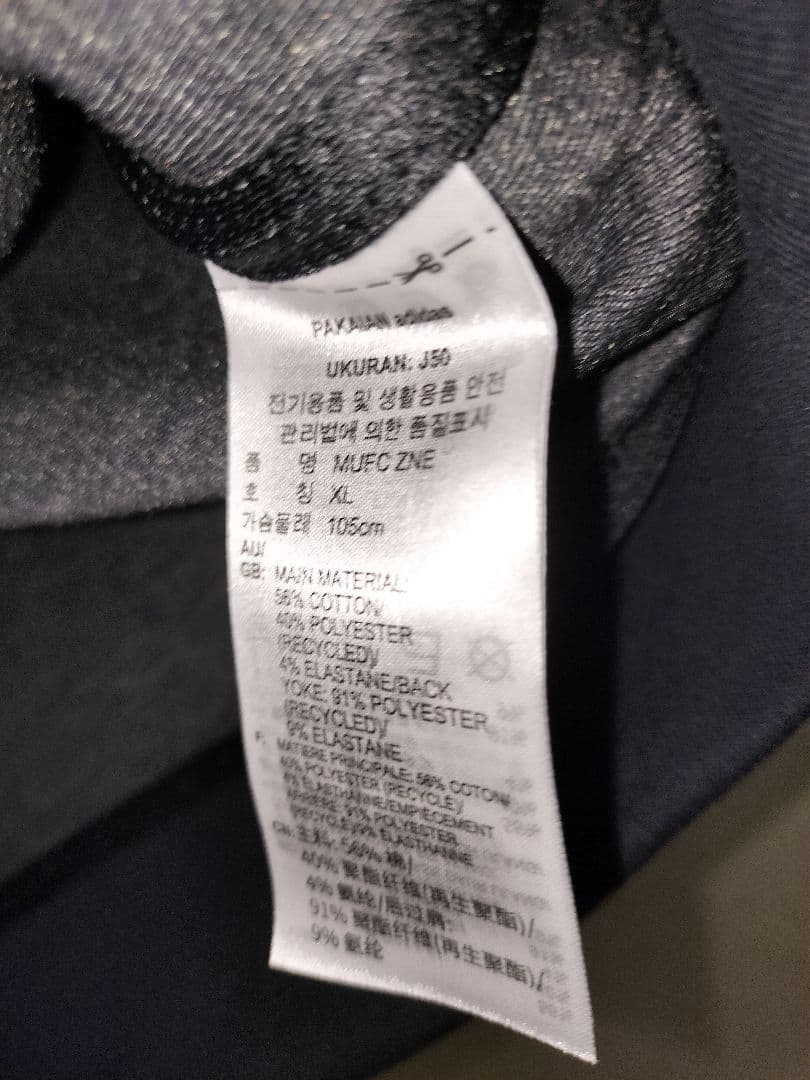 PAKAIAN adidas
UKURAN: J50
전기용품 및 생활용품 안전
관리법에 의한 품질표시
품 명 MUFC ZNE
호 칭 XL
가슴둘레 105cm
AU/
GB: MAIN MATERIAL:
56% COTTON/
40% POLYESTER
(RECYCLED)/
4% ELASTANE/BACK
YOKE: 91% POLYESTER
(RECYCLED)/
9% ELASTANE
F: MATIERE PRINCIPALE: 56% COTON/
40% POLYESTER (RECYCLE)/
4% ELASTHANNE/EMPIECEMENT
ARRIERE: 91% POLYESTER
RECYCLE/9% ELASTHANNE
CN: 主料: 56% 棉/
40% 聚酯纤维(再生聚酯)/
4% 氨纶/后过肩:
91% 聚酯纤维(再生聚酯)/
9% 氨纶